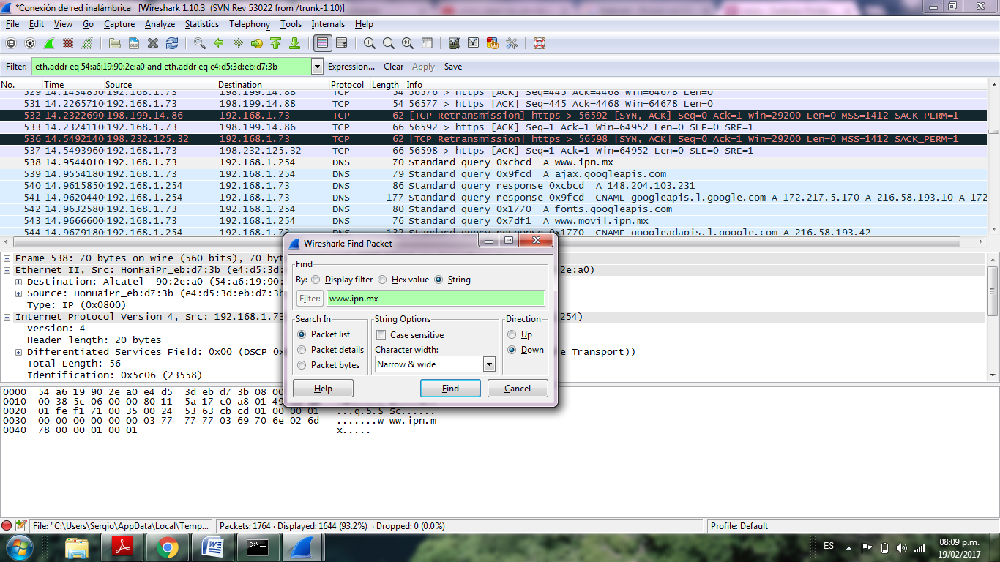 *Conexión de red inalámbrica   [Wireshark 1.10.3  (SVN Rev 53022 from /trunk-1.10)]
File Edit View Go Capture Analyze Statistics Telephony Tools Internals Help
Filter: eth.addr eq 54:a6:19:90:2e:a0 and eth.addr eq e4:d5:3d:eb:d7:3b Expression... Clear Apply Save
No. Time Source Destination Protocol Length Info
529 14.1434850 192.168.1.73 198.199.14.88 TCP 54 56576 > https [ACK] Seq=445 Ack=4468 Win=64678 Len=0
531 14.2265710 192.168.1.73 198.199.14.88 TCP 54 56577 > https [ACK] Seq=445 Ack=4468 Win=64678 Len=0
532 14.2322690 198.199.14.86 192.168.1.73 TCP 62 [TCP Retransmission] https > 56592 [SYN, ACK] Seq=0 Ack=1 Win=29200 Len=0 MSS=1412 SACK_PERM=1
533 14.2324110 192.168.1.73 198.199.14.86 TCP 66 56592 > https [ACK] Seq=1 Ack=1 Win=64952 Len=0 SLE=0 SRE=1
536 14.5492140 198.232.125.32 192.168.1.73 TCP 62 [TCP Retransmission] https > 56598 [SYN, ACK] Seq=0 Ack=1 Win=29200 Len=0 MSS=1412 SACK_PERM=1
537 14.5493960 192.168.1.73 198.232.125.32 TCP 66 56598 > https [ACK] Seq=1 Ack=1 Win=64952 Len=0 SLE=0 SRE=1
538 14.9544010 192.168.1.73 192.168.1.254 DNS 70 Standard query 0xcbcd  A www.ipn.mx
539 14.9554180 192.168.1.73 192.168.1.254 DNS 79 Standard query 0x9fcd  A ajax.googleapis.com
540 14.9615850 192.168.1.254 192.168.1.73 DNS 86 Standard query response 0xcbcd  A 148.204.103.231
541 14.9620440 192.168.1.254 192.168.1.73 DNS 177 Standard query response 0x9fcd  CNAME googleapis.l.google.com A 172.217.5.170 A 216.58.193.10 A 172
542 14.9632580 192.168.1.73 192.168.1.254 DNS 80 Standard query 0x1770  A fonts.googleapis.com
543 14.9666600 192.168.1.73 192.168.1.254 DNS 76 Standard query 0x7df1  A www.movil.ipn.mx
544 14.9679180 192.168.1.254 192.168.1.73 DNS 132 Standard query response 0x1770  CNAME googleadapis.l.google.com A 216.58.193.42
Wireshark: Find Packet
Find
By: Display filter Hex value String
Filter: www.ipn.mx
Search In
Packet list
Packet details
Packet bytes
String Options
Case sensitive
Character width:
Narrow & wide
Direction
Up
Down
Help Find Cancel
Frame 538: 70 bytes on wire (560 bits), 70 byt
Ethernet II, Src: HonHaiPr_eb:d7:3b (e4:d5:3d: 2e:a0)
Destination: Alcatel-_90:2e:a0 (54:a6:19:90:
Source: HonHaiPr_eb:d7:3b (e4:d5:3d:eb:d7:3b
Type: IP (0x0800)
Internet Protocol Version 4, Src: 192.168.1.73 254)
Version: 4
Header length: 20 bytes
Differentiated Services Field: 0x00 (DSCP 0x e Transport))
Total Length: 56
Identification: 0x5c06 (23558)
0000  54 a6 19 90 2e a0 e4 d5  3d eb d7 3b 08 00
0010  00 38 5c 06 00 00 80 11  5a 17 c0 a8 01 49
0020  01 fe f1 71 00 35 00 24  53 63 cb cd 01 00 00 01   ...q.5.$ Sc......
0030  00 00 00 00 00 00 03 77  77 77 03 69 70 6e 02 6d   .......w ww.ipn.m
0040  78 00 00 01 00 01   x.....
File: "C:\Users\Sergio\AppData\Local\Temp... Packets: 1764 · Displayed: 1644 (93.2%)  · Dropped: 0 (0.0%) Profile: Default
ES
08:09 p.m.
19/02/2017